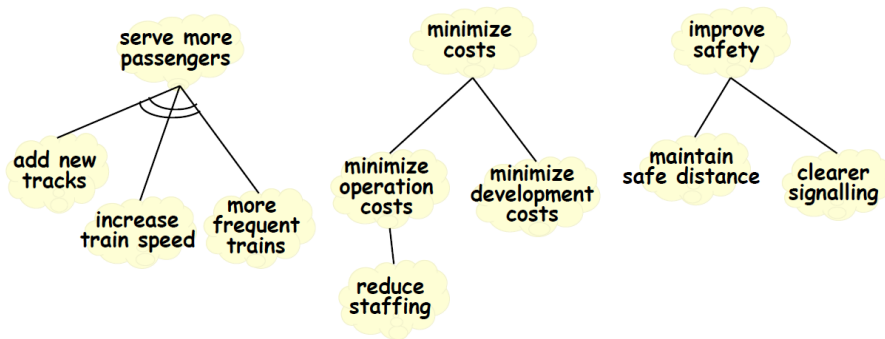 serve more
passengers
minimize
costs
improve
safety
add new
tracks
increase
train speed
more
frequent
trains
minimize
operation
costs
minimize
development
costs
maintain
safe distance
clearer
signalling
reduce
staffing